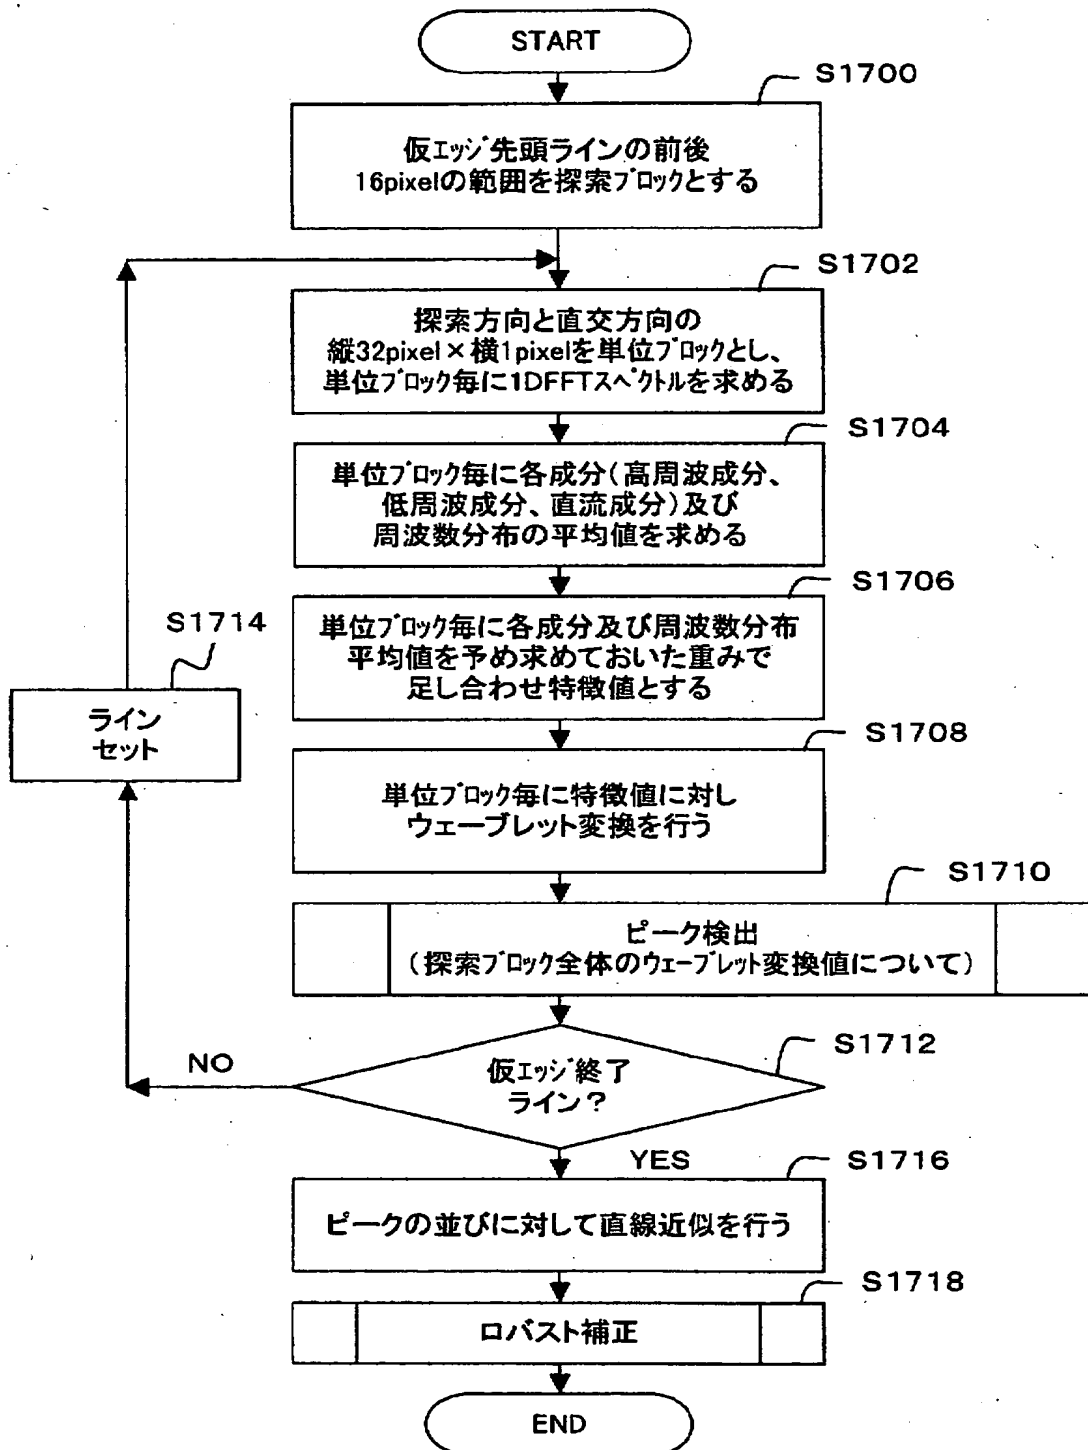 START
S1700
仮エッジ先頭ラインの前後
16pixelの範囲を探索ブロックとする
S1702
探索方向と直交方向の
縦32pixel×横1pixelを単位ブロックとし、
単位ブロック毎に1DFFTスペクトルを求める
S1704
単位ブロック毎に各成分(高周波成分、
低周波成分、直流成分)及び
周波数分布の平均値を求める
S1706
単位ブロック毎に各成分及び周波数分布
平均値を予め求めておいた重みで
足し合わせ特徴値とする
S1714
ライン
セット
S1708
単位ブロック毎に特徴値に対し
ウェーブレット変換を行う
S1710
ピーク検出
(探索ブロック全体のウェーブレット変換値について)
S1712
仮エッジ終了
ライン?
NO
YES
S1716
ピークの並びに対して直線近似を行う
S1718
ロバスト補正
END